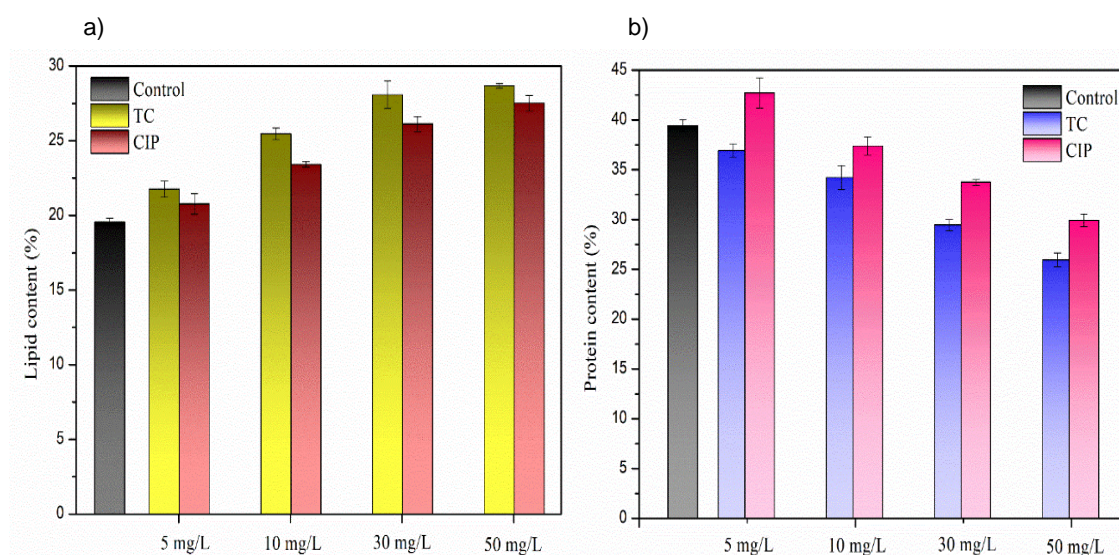 a)
b)
Lipid content (%)
30
25
20
15
10
5
0
Control
TC
CIP
5 mg/L 10 mg/L 30 mg/L 50 mg/L
Protein content (%)
45
40
35
30
25
20
15
10
5
0
Control
TC
CIP
5 mg/L 10 mg/L 30 mg/L 50 mg/L